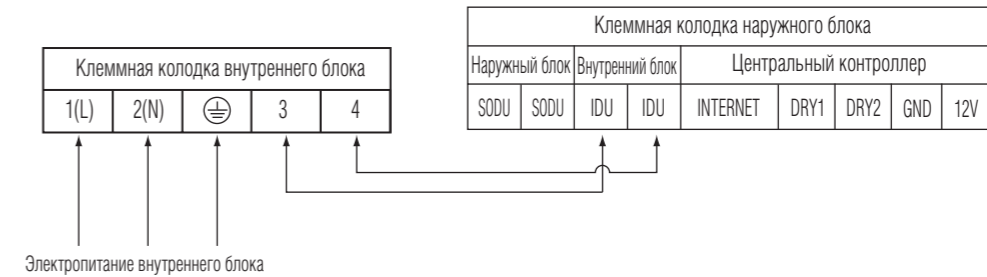 Клеммная колодка наружного блока
Клеммная колодка внутреннего блока
Наружный блок Внутренний блок Центральный контроллер
1(L) 2(N) 3 4
SODU SODU IDU IDU INTERNET DRY1 DRY2 GND 12V
Электропитание внутреннего блока